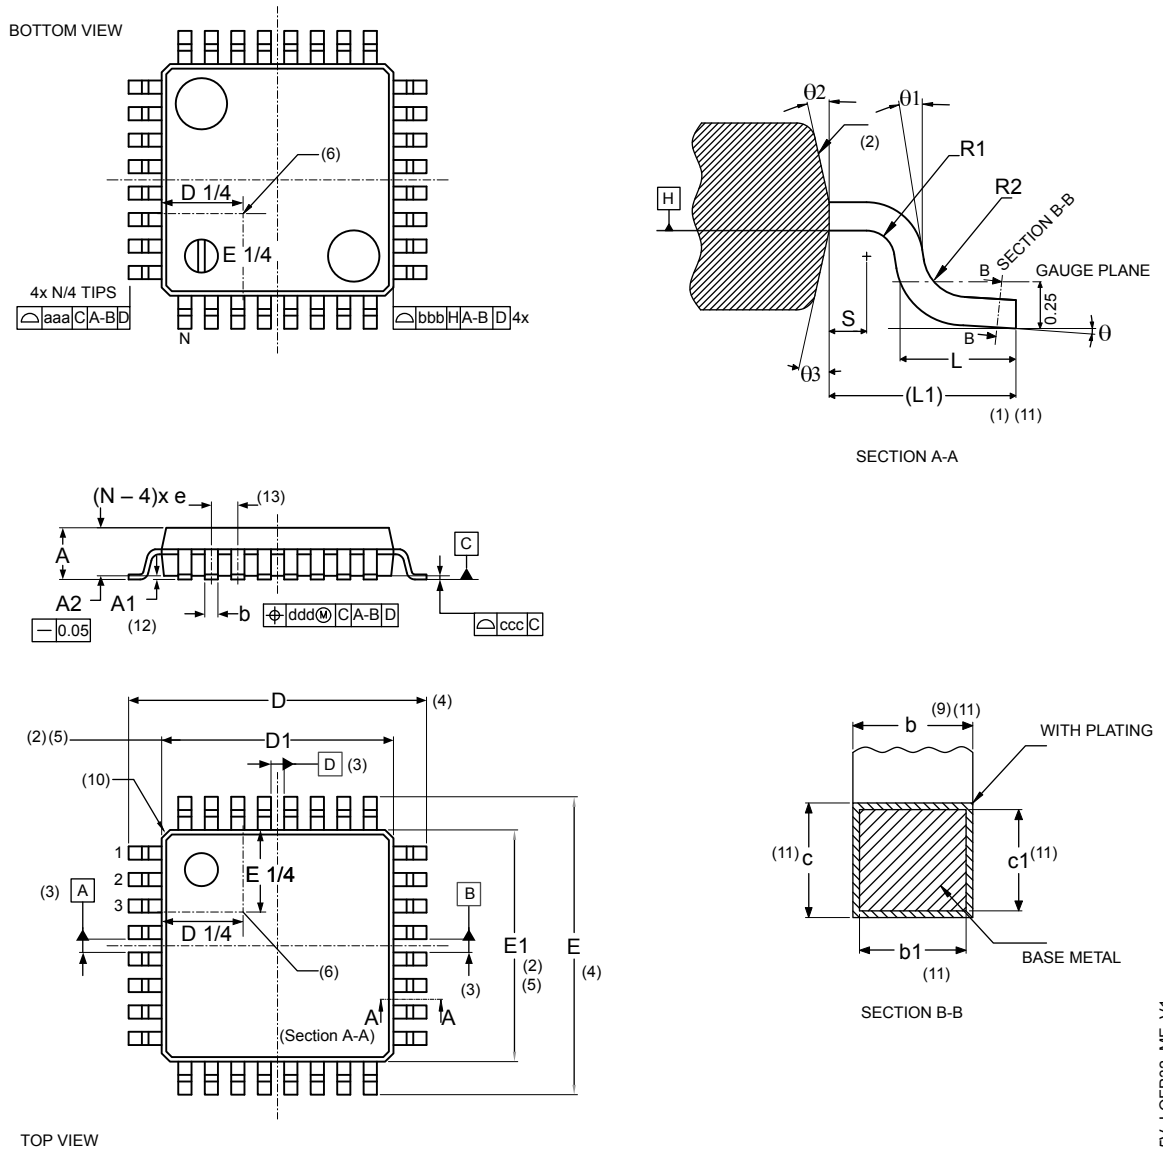 BOTTOM VIEW
(6)
D 1/4
E 1/4
4x N/4 TIPS
aaa C A-B D
bbb H A-B D 4x
N
θ2
θ1
(2)
R1
R2
H
SECTION B-B
B
GAUGE PLANE
0.25
S
B
θ
L
θ3
(L1)
(1) (11)
SECTION A-A
(N – 4)x e
(13)
A
C
A2
A1
(12)
b
ddd Ⓜ C A-B D
0.05
ccc C
D
(4)
(2) (5)
D1
D (3)
(10)
1
2
3
E 1/4
(3)
A
B
D 1/4
E1
(2)
(5)
E
(4)
(6)
(3)
A
A
(Section A-A)
TOP VIEW
(9) (11)
b
WITH PLATING
(11) c
c1 (11)
b1
(11)
BASE METAL
SECTION B-B